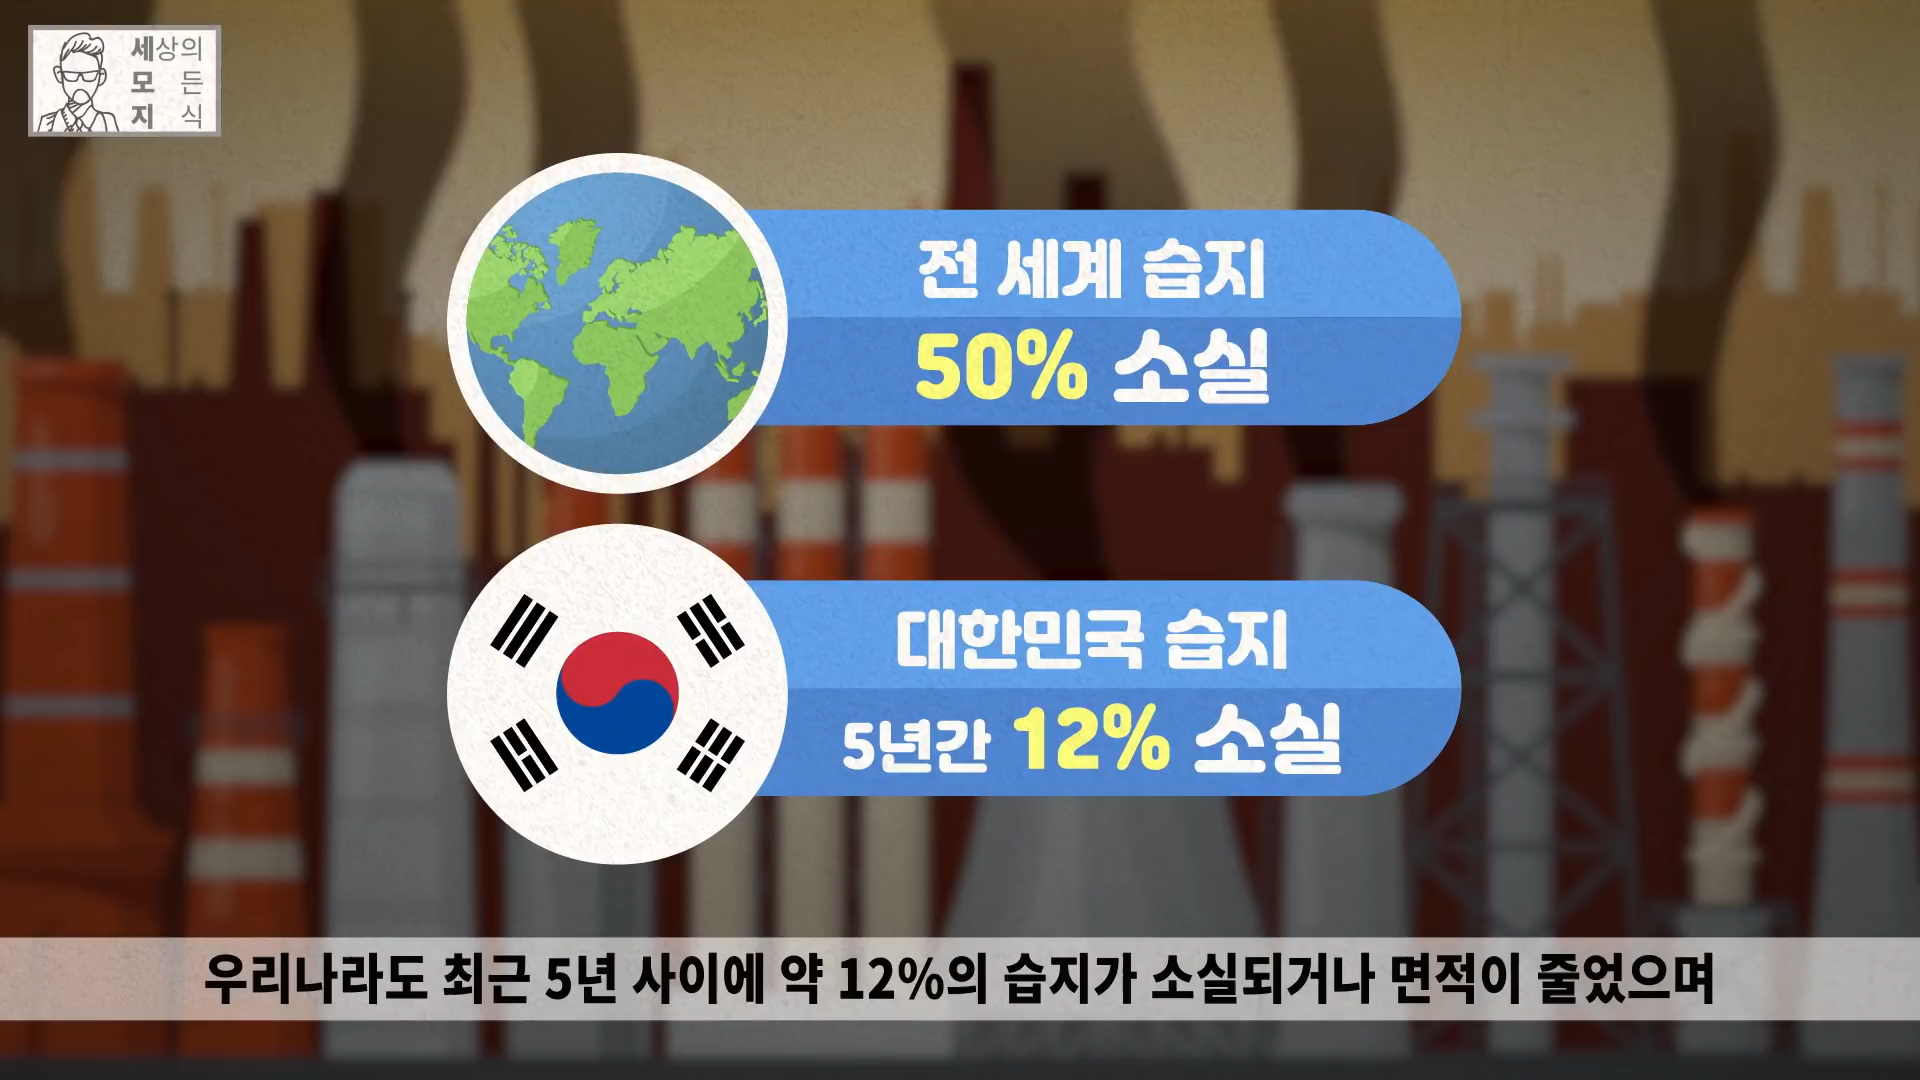 세상의
모든
지식
전 세계 습지
50% 소실
대한민국 습지
5년간 12% 소실
우리나라도 최근 5년 사이에 약 12%의 습지가 소실되거나 면적이 줄었으며